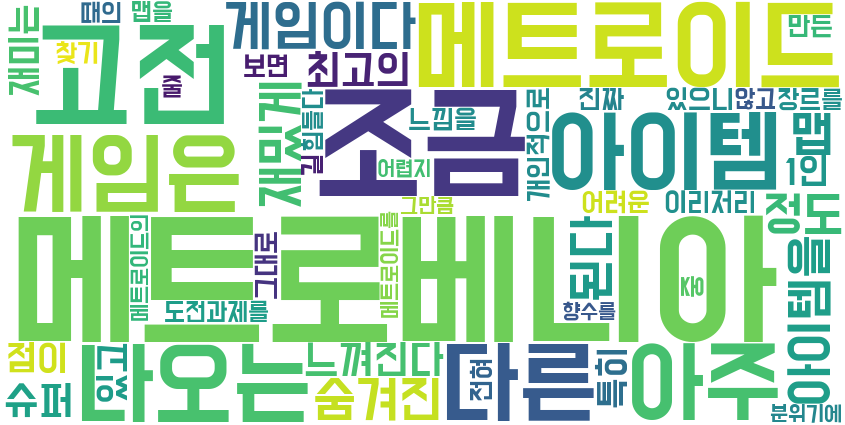 재미는
때인
맵을
게임이다
메트로이드
만든
찾기
고전
줄
보면
최고의
조금
느낌을
진짜
있으니
않고
장르를
게임은
재밌게
힘들다
길
어렵지
개인적으로
아이템
맵
1인
그만큼
어려운
이리저리
정도
메트로베니아
메트로이드의
그대로
메트로이드를
된다
곳
아이템을
도전과제를
향수를
점이
있고
나오는
느껴진다
다른
전혀
특히
아주
슈퍼
숨겨진
분위기에